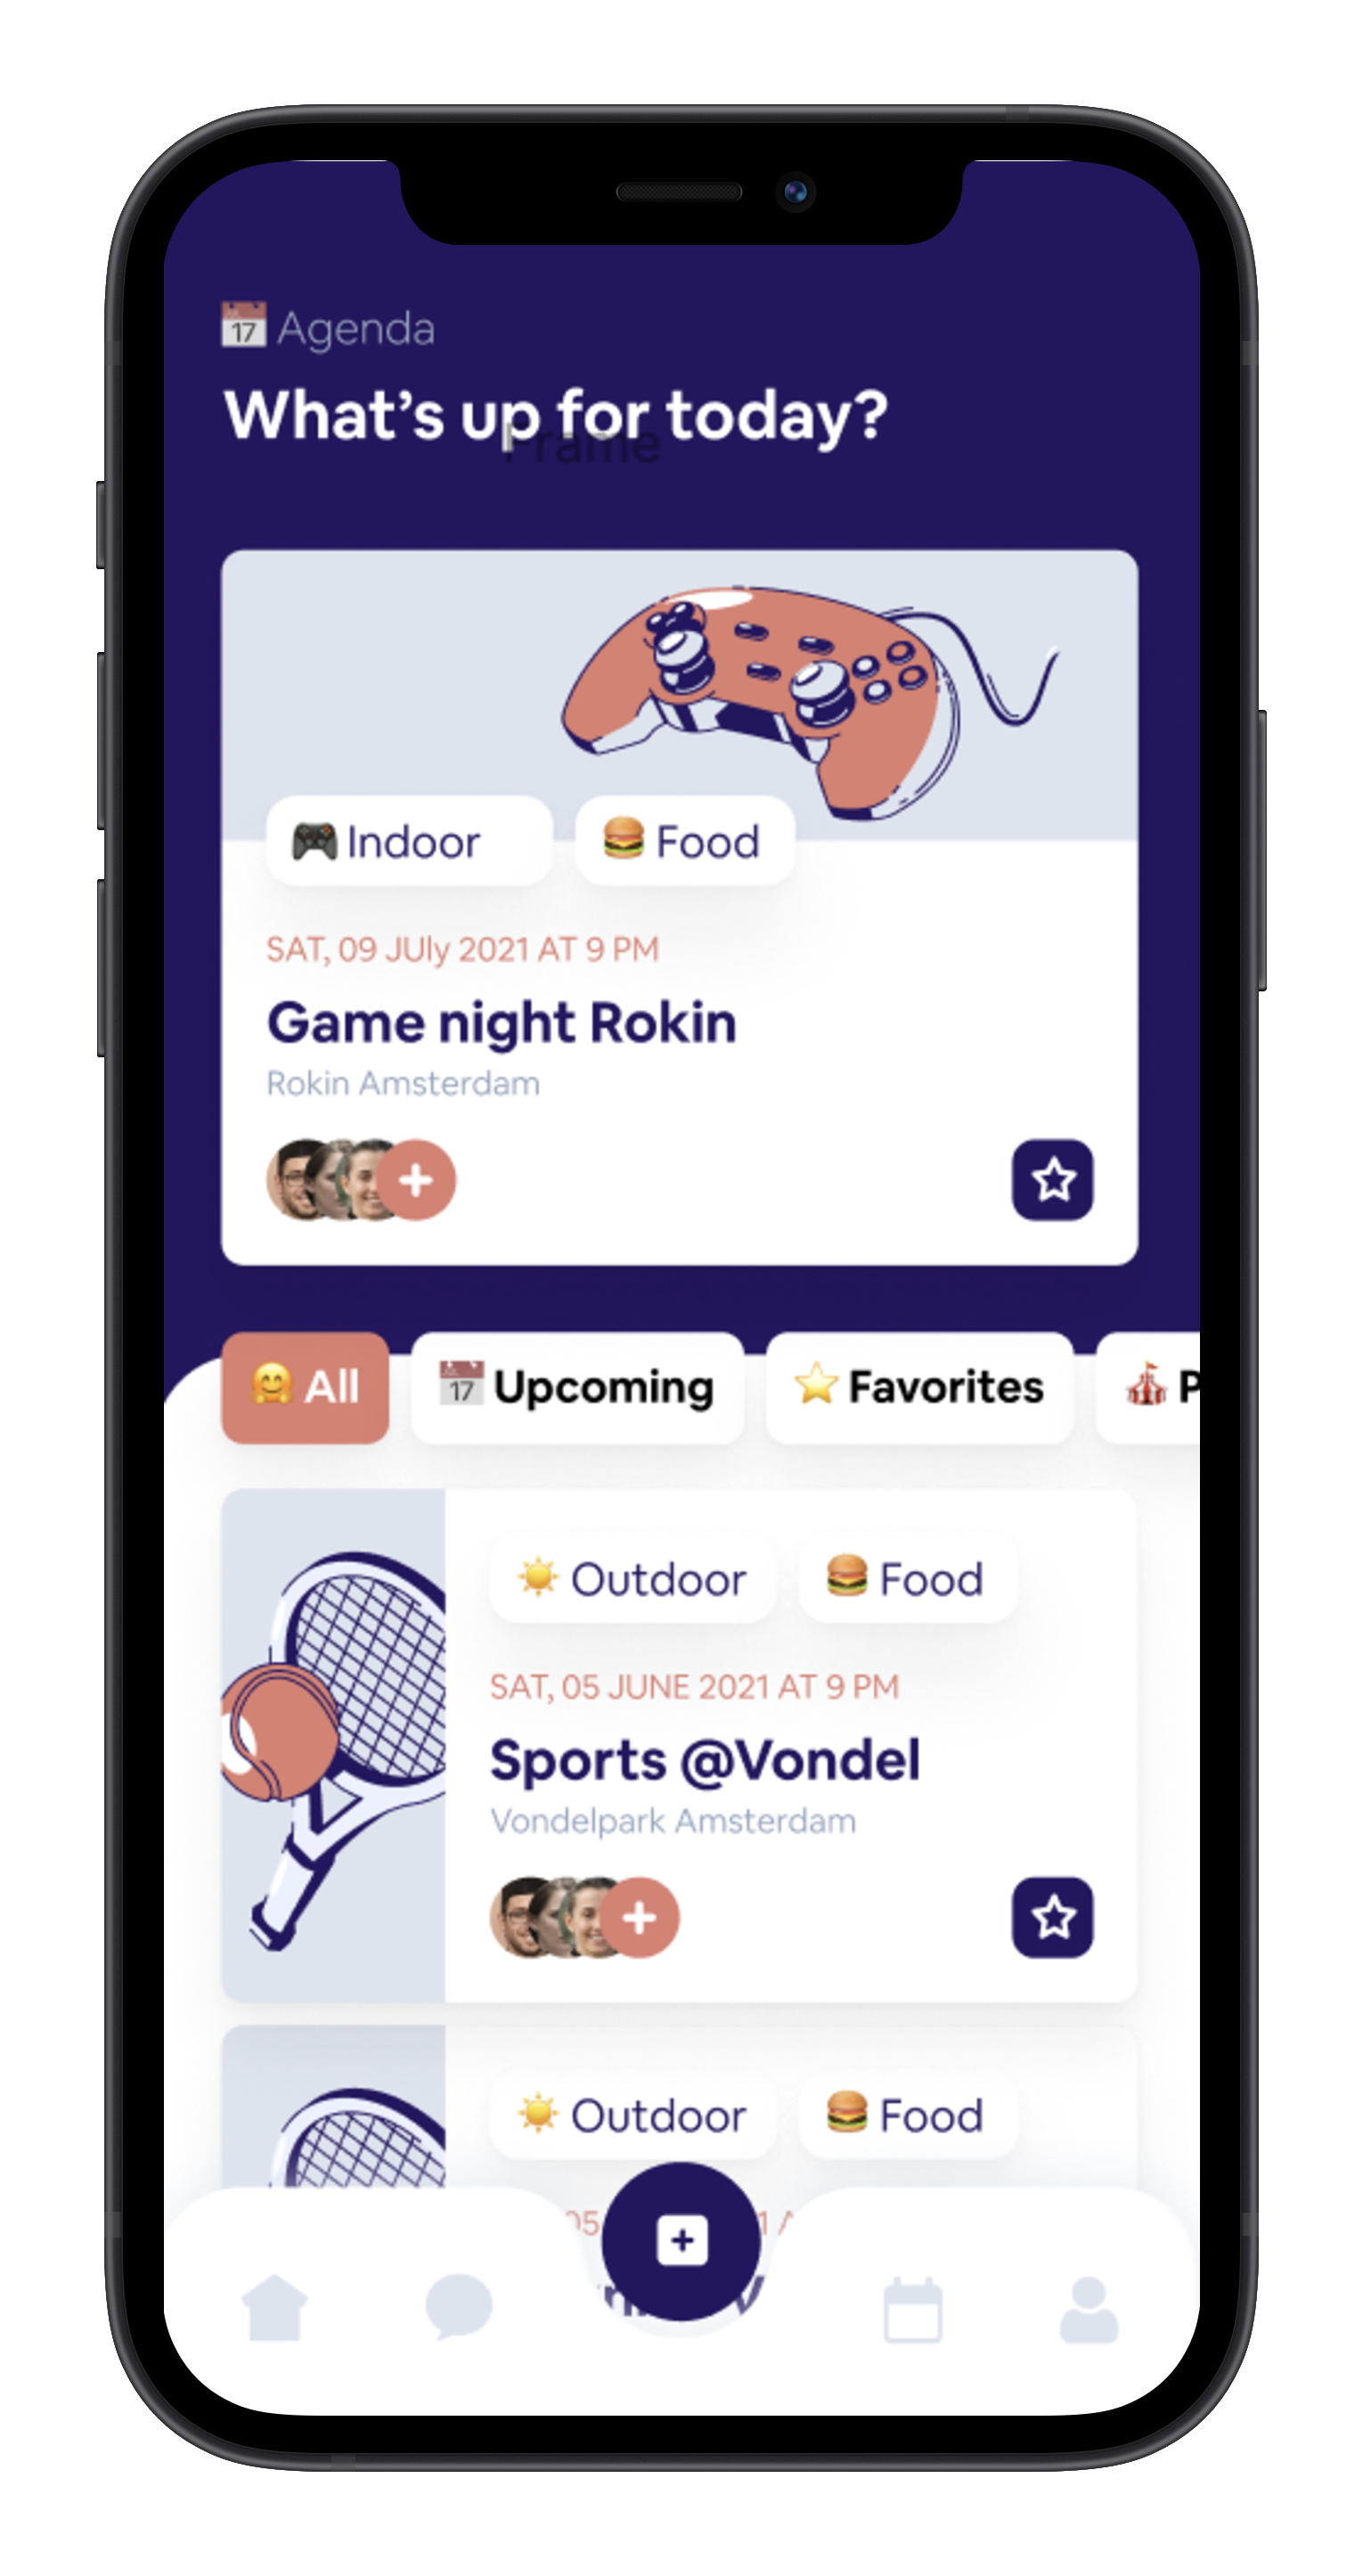 17 Agenda
What's up for today?
Frame
Indoor
Food
SAT, 09 JUly 2021 AT 9 PM
Game night Rokin
Rokin Amsterdam
All
17 Upcoming
Favorites
P
Outdoor
Food
SAT, 05 JUNE 2021 AT 9 PM
Sports @Vondel
Vondelpark Amsterdam
Outdoor
Food